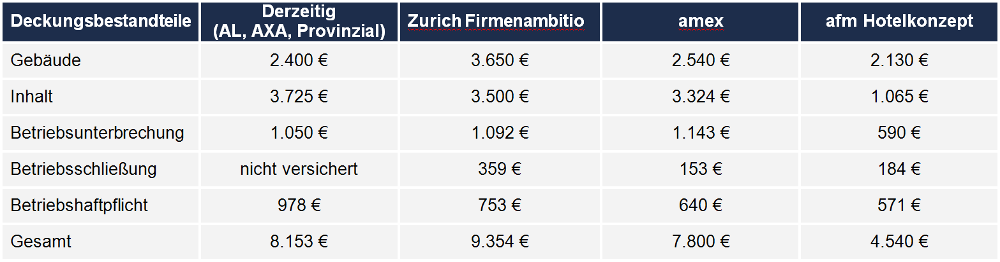 Deckungsbestandteile Derzeitig (AL, AXA, Provinzial) Zurich Firmenambitio amex afm Hotelkonzept
Gebäude 2.400 € 3.650 € 2.540 € 2.130 €
Inhalt 3.725 € 3.500 € 3.324 € 1.065 €
Betriebsunterbrechung 1.050 € 1.092 € 1.143 € 590 €
Betriebsschließung nicht versichert 359 € 153 € 184 €
Betriebshaftpflicht 978 € 753 € 640 € 571 €
Gesamt 8.153 € 9.354 € 7.800 € 4.540 €